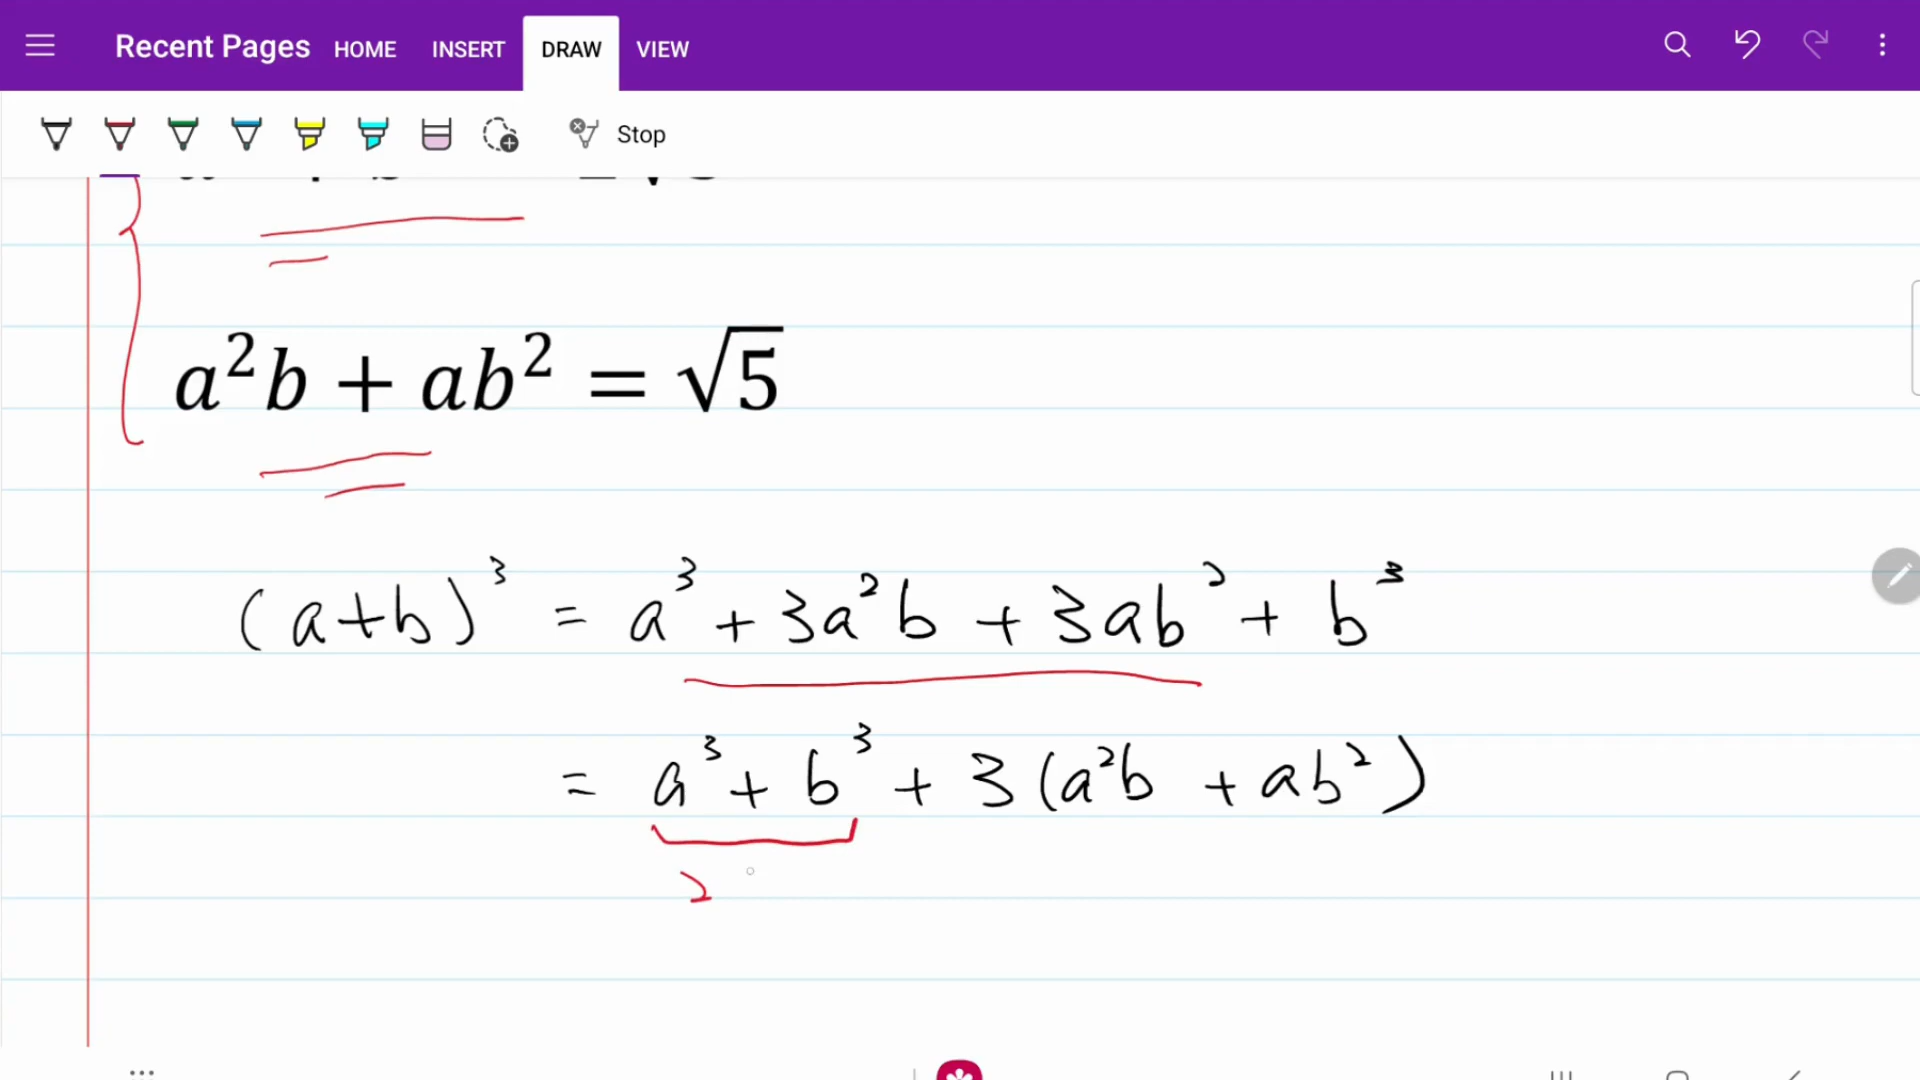 Recent Pages HOME INSERT DRAW VIEW
Stop
a²b + ab² = √5
(a+b)³ = a³ + 3a²b + 3ab² + b³
= a³ + b³ + 3(a²b + ab²)
2